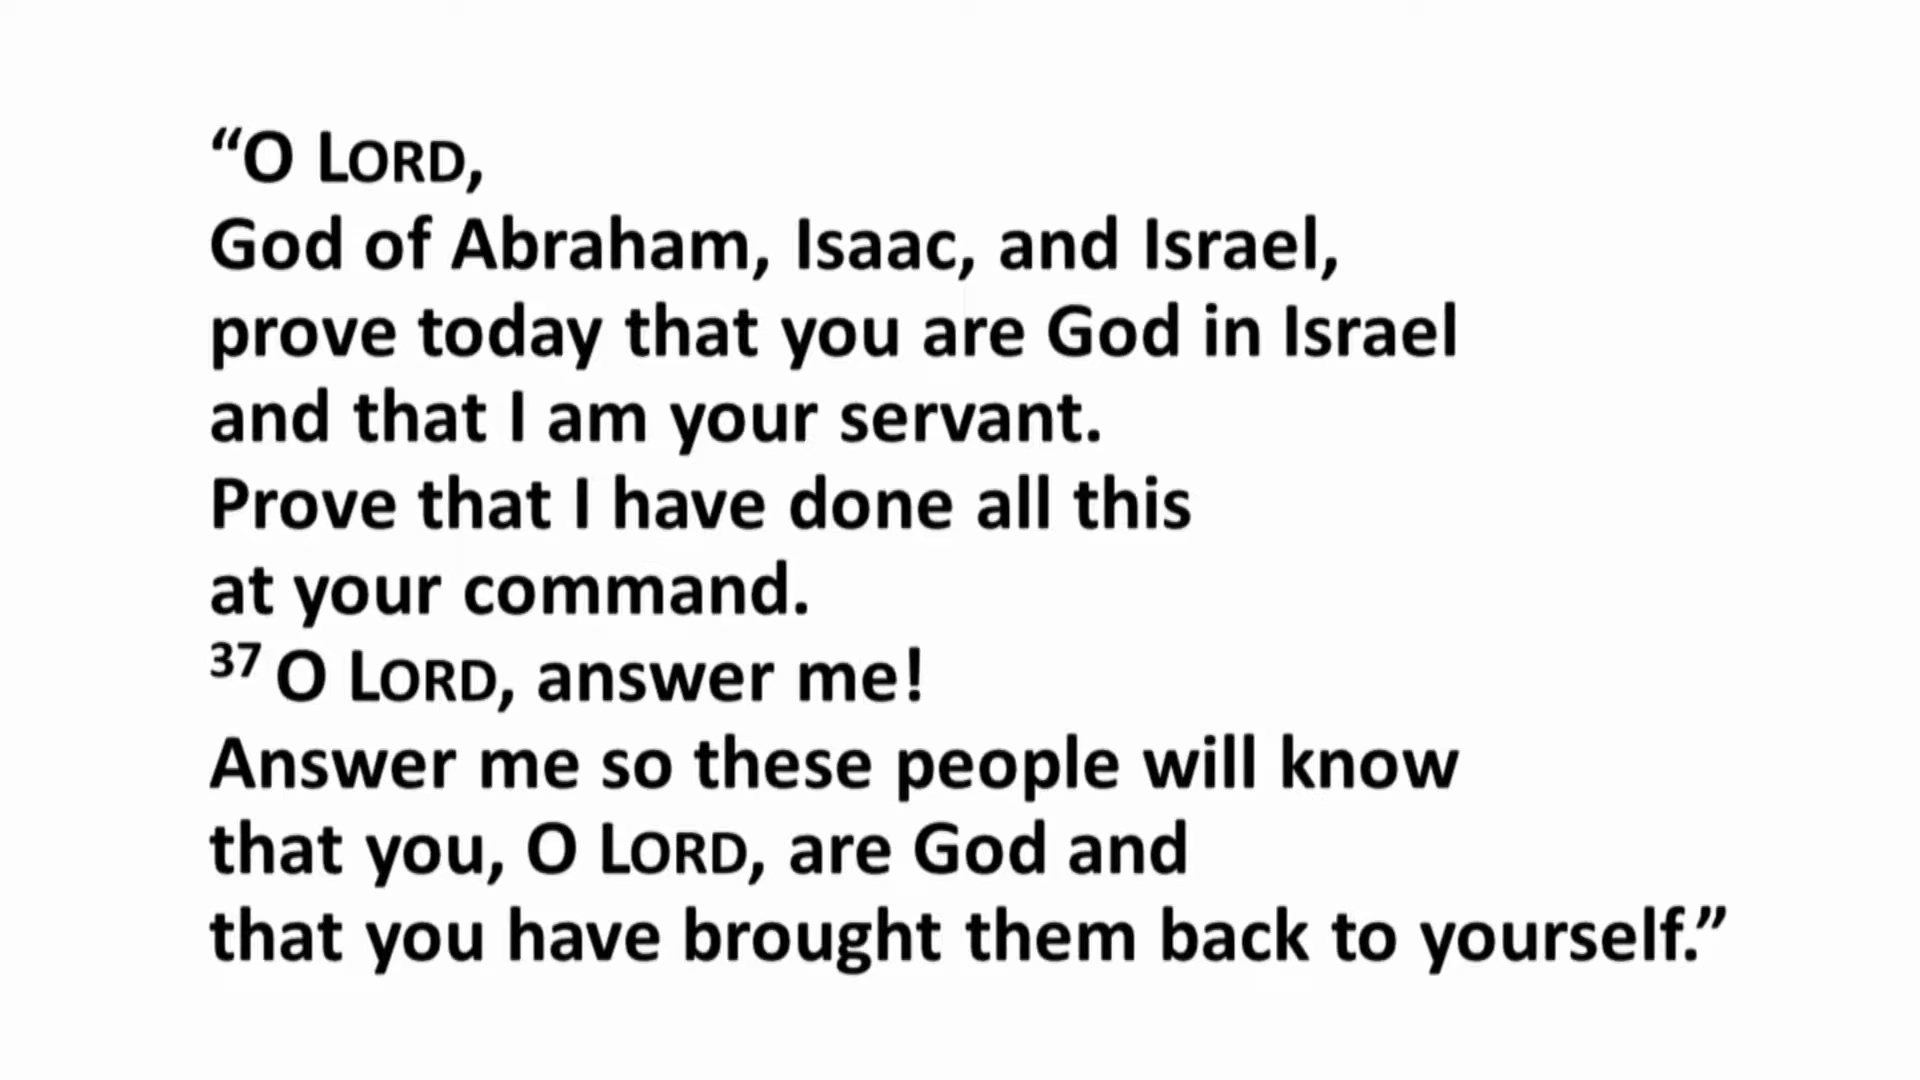 “O LORD,
God of Abraham, Isaac, and Israel,
prove today that you are God in Israel
and that I am your servant.
Prove that I have done all this
at your command.
37 O LORD, answer me!
Answer me so these people will know
that you, O LORD, are God and
that you have brought them back to yourself.”